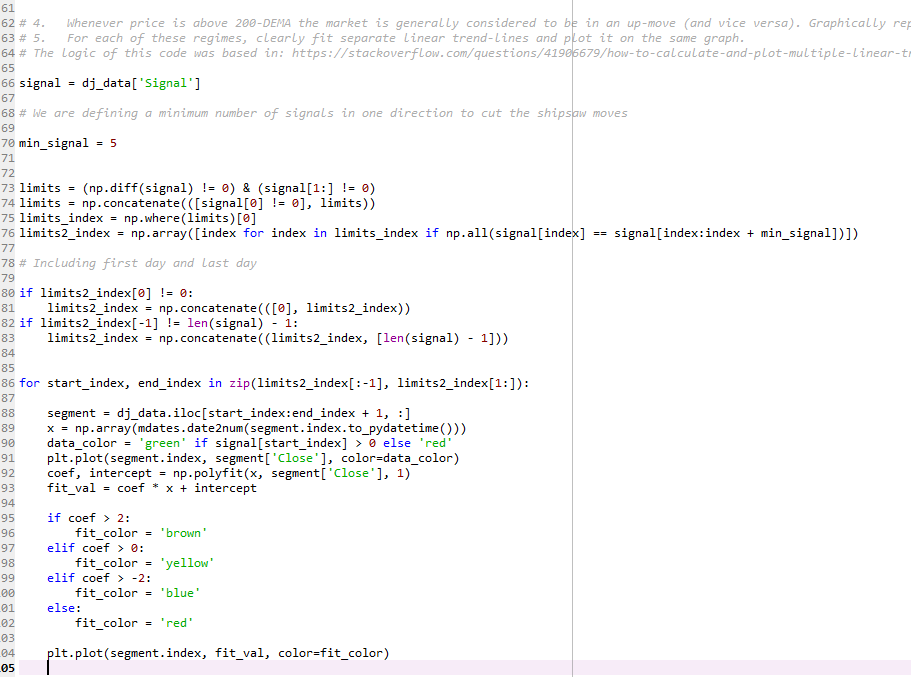 61
62 # 4.   Whenever price is above 200-DEMA the market is generally considered to be in an up-move (and vice versa). Graphically rep
63 # 5.   For each of these regimes, clearly fit separate linear trend-lines and plot it on the same graph.
64 # The logic of this code was based in: https://stackoverflow.com/questions/41906679/how-to-calculate-and-plot-multiple-linear-tr
65
66 signal = dj_data['Signal']
67
68 # We are defining a minimum number of signals in one direction to cut the shipsaw moves
69
70 min_signal = 5
71
72
73 limits = (np.diff(signal) != 0) & (signal[1:] != 0)
74 limits = np.concatenate(([signal[0] != 0], limits))
75 limits_index = np.where(limits)[0]
76 limits2_index = np.array([index for index in limits_index if np.all(signal[index] == signal[index:index + min_signal])])
77
78 # Including first day and last day
79
80 if limits2_index[0] != 0:
81     limits2_index = np.concatenate(([0], limits2_index))
82 if limits2_index[-1] != len(signal) - 1:
83     limits2_index = np.concatenate((limits2_index, [len(signal) - 1]))
84
85
86 for start_index, end_index in zip(limits2_index[:-1], limits2_index[1:]):
87
88     segment = dj_data.iloc[start_index:end_index + 1, :]
89     x = np.array(mdates.date2num(segment.index.to_pydatetime()))
90     data_color = 'green' if signal[start_index] > 0 else 'red'
91     plt.plot(segment.index, segment['Close'], color=data_color)
92     coef, intercept = np.polyfit(x, segment['Close'], 1)
93     fit_val = coef * x + intercept
94
95     if coef > 2:
96         fit_color = 'brown'
97     elif coef > 0:
98         fit_color = 'yellow'
99     elif coef > -2:
00         fit_color = 'blue'
01     else:
02         fit_color = 'red'
03
04     plt.plot(segment.index, fit_val, color=fit_color)
05